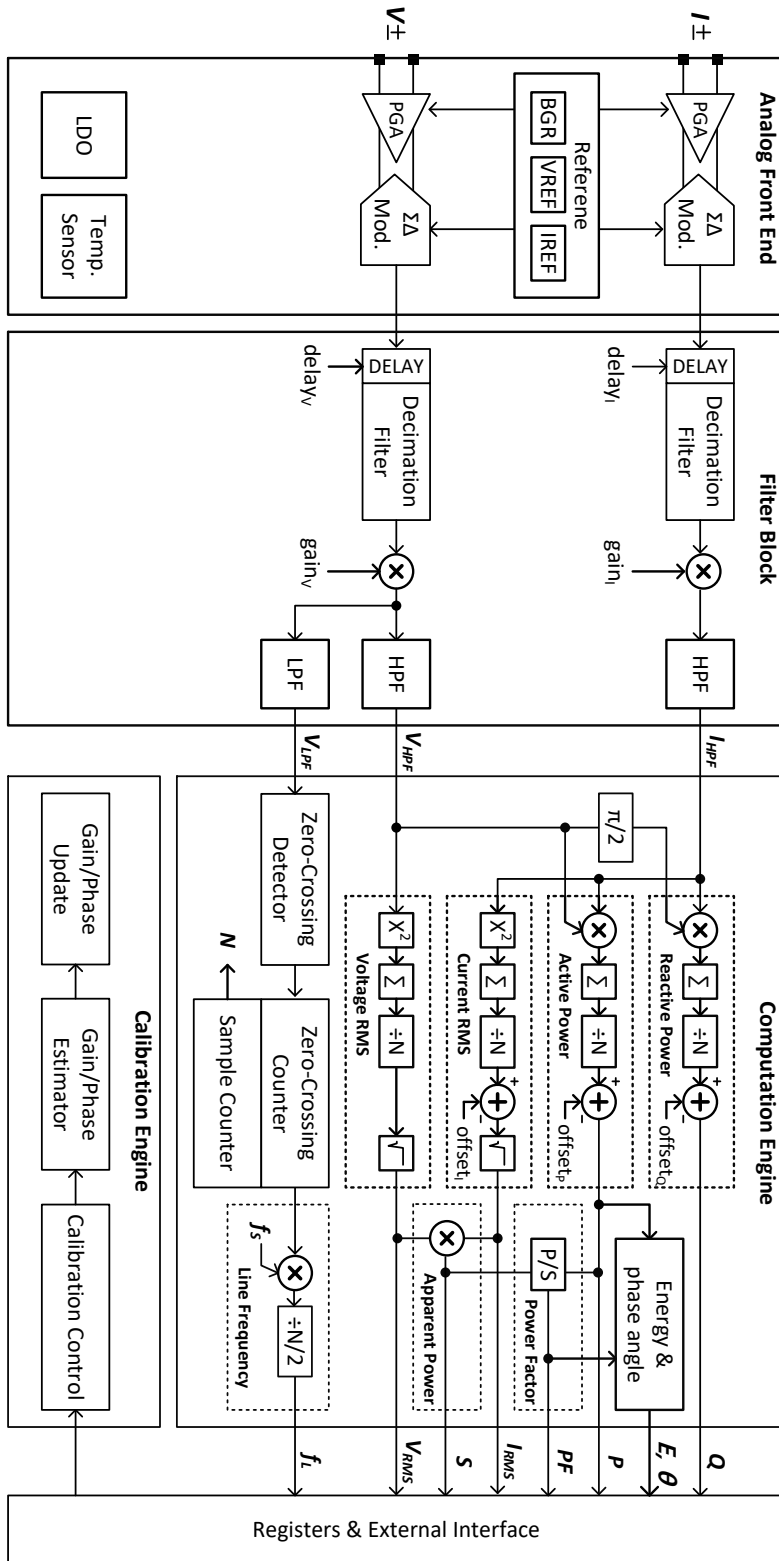 Analog Front End
I±
PGA
ΣΔ
Mod.
Referene
BGR
VREF
IREF
V±
PGA
ΣΔ
Mod.
LDO
Temp.
Sensor
Filter Block
DELAY
Decimation
Filter
delayI
gainI
×
HPF
DELAY
Decimation
Filter
delayV
gainV
×
HPF
LPF
IHPF
VHPF
VLPF
Computation Engine
π/2
×
Σ
÷N
+
+
-
offsetQ
Reactive Power
×
Σ
÷N
+
+
-
offsetP
Active Power
X²
Σ
÷N
+
+
-
offsetI
√
Current RMS
X²
Σ
÷N
√
Voltage RMS
Energy &
phase angle
P/S
Power Factor
×
Apparent Power
Zero-Crossing
Detector
Zero-Crossing
Counter
Sample Counter
N
fS
×
÷N/2
Line Frequency
Calibration Engine
Gain/Phase
Update
Gain/Phase
Estimator
Calibration Control
Q
E, θ
P
PF
IRMS
S
VRMS
fL
Registers & External Interface